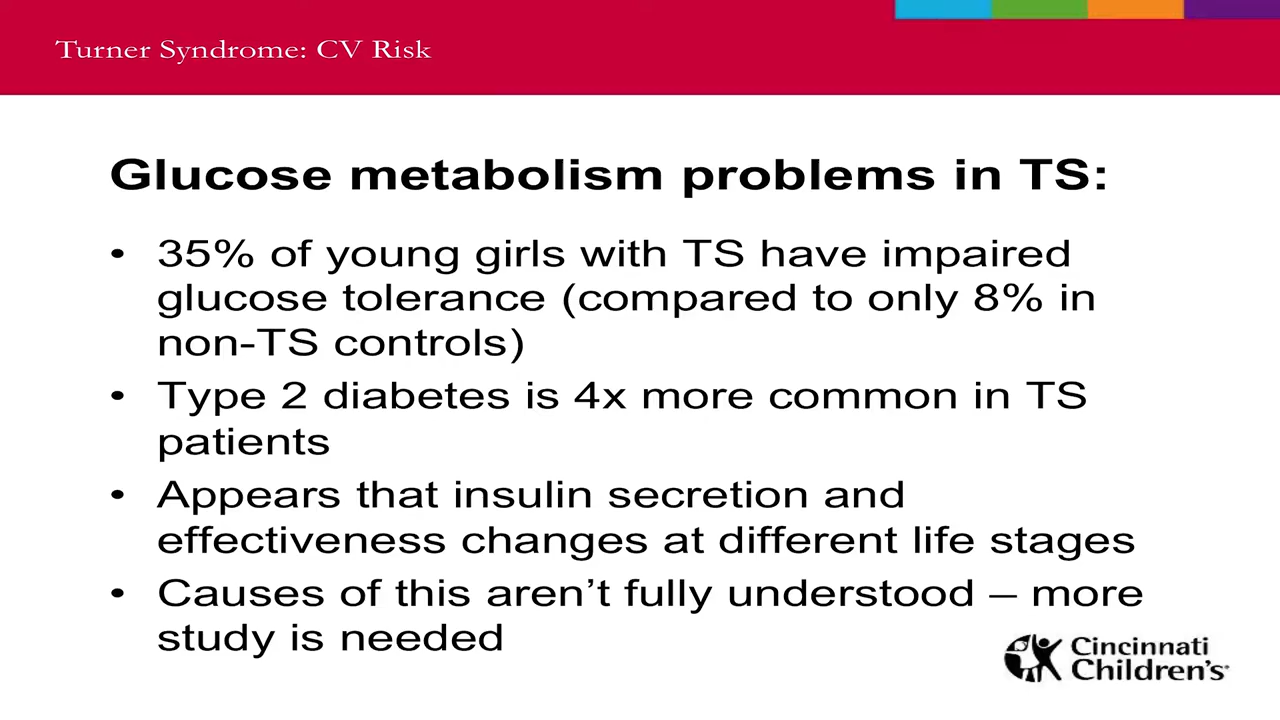 Turner Syndrome: CV Risk
Glucose metabolism problems in TS:
• 35% of young girls with TS have impaired
glucose tolerance (compared to only 8% in
non-TS controls)
• Type 2 diabetes is 4x more common in TS
patients
• Appears that insulin secretion and
effectiveness changes at different life stages
• Causes of this aren’t fully understood – more
study is needed
Cincinnati
Children's